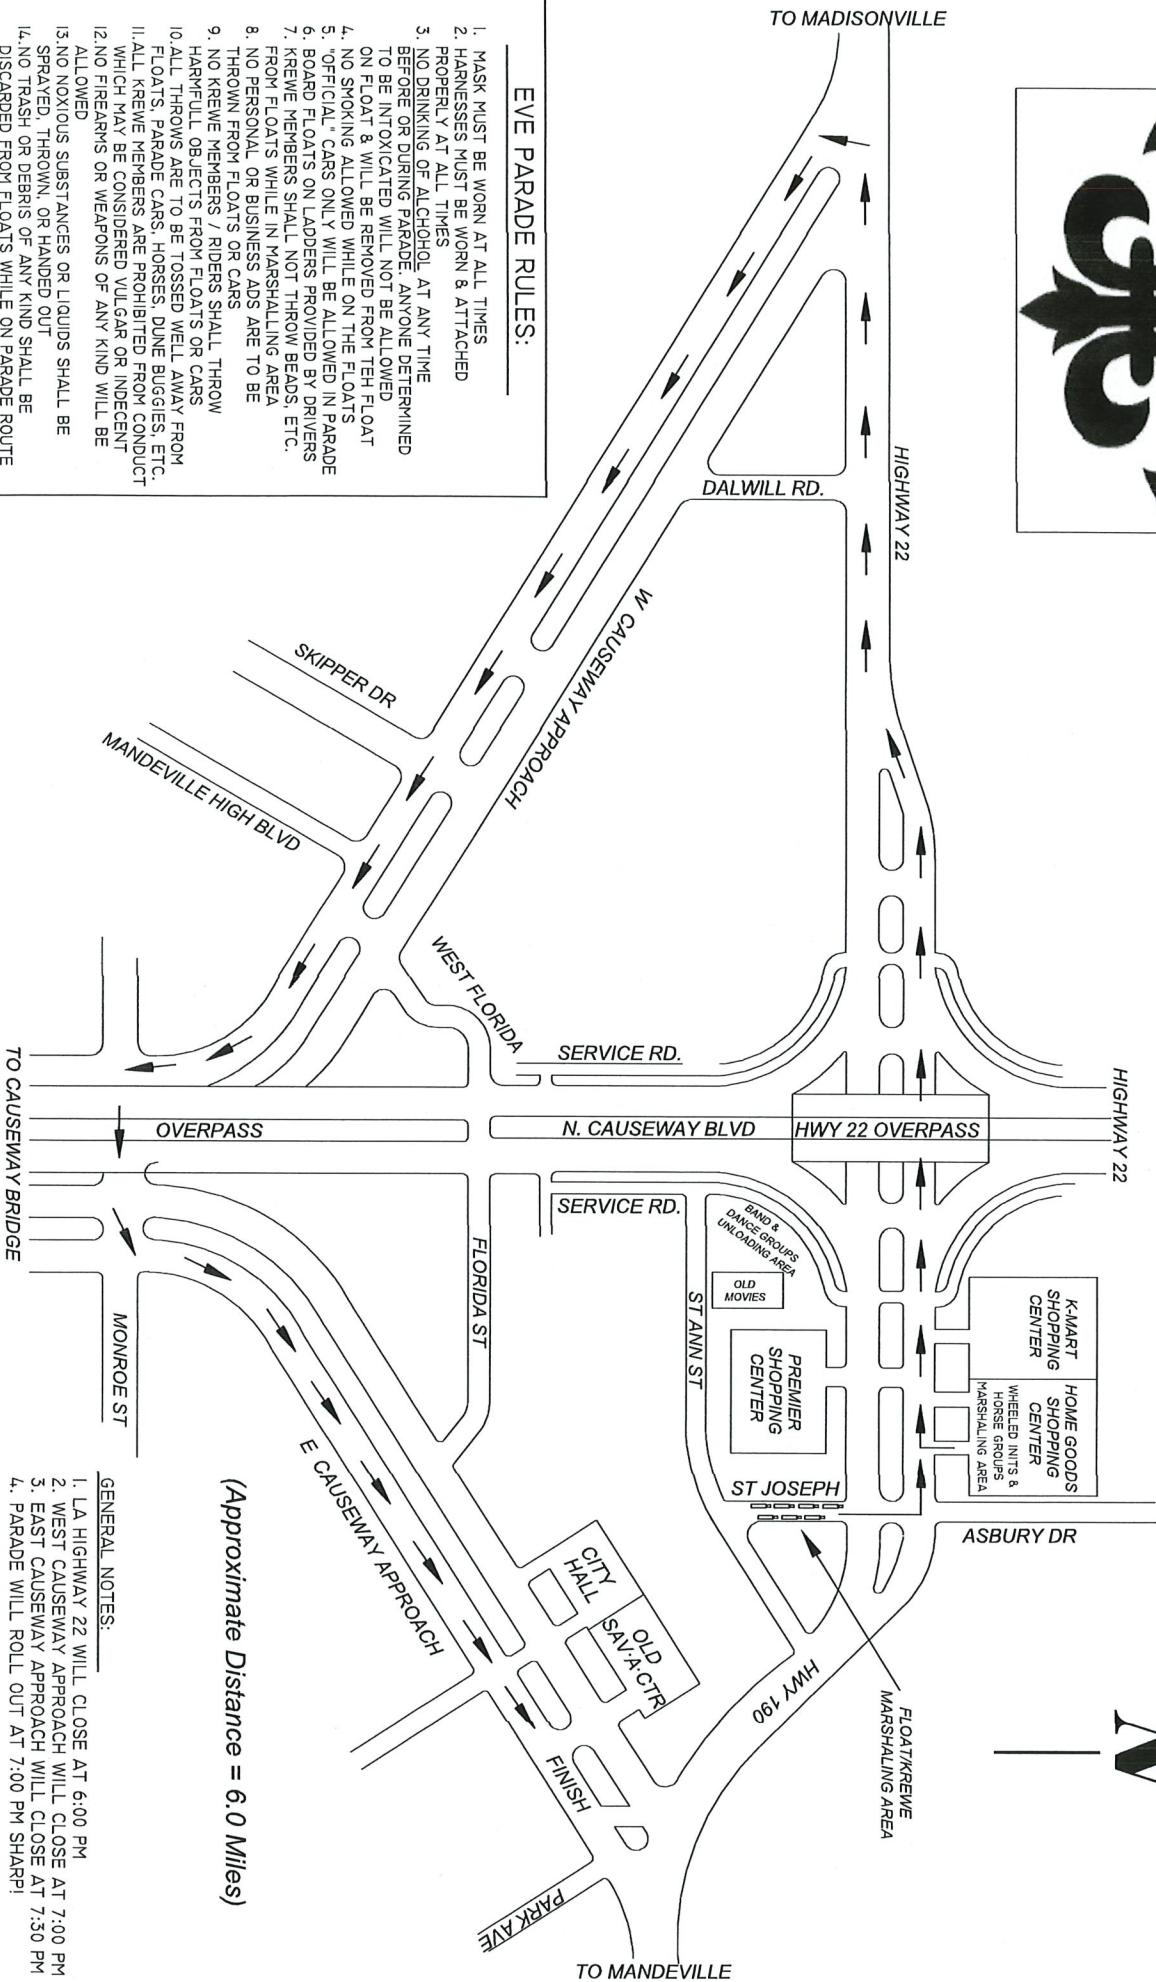 TO MADISONVILLE
HIGHWAY 22
DALWILL RD.
W CAUSEWAY APPROACH
SKIPPER DR
MANDEVILLE HIGH BLVD
WEST FLORIDA
SERVICE RD.
HIGHWAY 22
OVERPASS
N. CAUSEWAY BLVD
HWY 22 OVERPASS
TO CAUSEWAY BRIDGE
SERVICE RD.
BAND &
DANCE GROUPS
UNLOADING AREA
OLD
MOVIES
FLORIDA ST
ST ANN ST
MONROE ST
PREMIER
SHOPPING
CENTER
K-MART
SHOPPING
CENTER
HOME GOODS
SHOPPING
CENTER
WHEELED INITS &
HORSE GROUPS
MARSHALING AREA
ST JOSEPH
ASBURY DR
E CAUSEWAY APPROACH
CITY
HALL
OLD
SAV-A-CTR
HWY 190
FLOAT/KREWE
MARSHALING AREA
FINISH
PARK AVE
TO MANDEVILLE
(Approximate Distance = 6.0 Miles)
EVE PARADE RULES:
1. MASK MUST BE WORN AT ALL TIMES
2. HARNESSES MUST BE WORN & ATTACHED
PROPERLY AT ALL TIMES
3. NO DRINKING OF ALCHOHOL AT ANY TIME
BEFORE OR DURING PARADE. ANYONE DETERMINED
TO BE INTOXICATED WILL NOT BE ALLOWED
ON FLOAT & WILL BE REMOVED FROM TEH FLOAT
4. NO SMOKING ALLOWED WHILE ON THE FLOATS
5. "OFFICIAL" CARS ONLY WILL BE ALLOWED IN PARADE
6. BOARD FLOATS ON LADDERS PROVIDED BY DRIVERS
7. KREWE MEMBERS SHALL NOT THROW BEADS, ETC.
FROM FLOATS WHILE IN MARSHALLING AREA
8. NO PERSONAL OR BUSINESS ADS ARE TO BE
THROWN FROM FLOATS OR CARS
9. NO KREWE MEMBERS / RIDERS SHALL THROW
HARMFULL OBJECTS FROM FLOATS OR CARS
10. ALL THROWS ARE TO BE TOSSED WELL AWAY FROM
FLOATS, PARADE CARS, HORSES, DUNE BUGGIES, ETC.
11. ALL KREWE MEMBERS ARE PROHIBITED FROM CONDUCT
WHICH MAY BE CONSIDERED VULGAR OR INDECENT
12. NO FIREARMS OR WEAPONS OF ANY KIND WILL BE
ALLOWED
13. NO NOXIOUS SUBSTANCES OR LIQUIDS SHALL BE
SPRAYED, THROWN, OR HANDED OUT
14. NO TRASH OR DEBRIS OF ANY KIND SHALL BE
DISCARDED FROM FLOATS WHILE ON PARADE ROUTE
GENERAL NOTES:
1. LA HIGHWAY 22 WILL CLOSE AT 6:00 PM
2. WEST CAUSEWAY APPROACH WILL CLOSE AT 7:00 PM
3. EAST CAUSEWAY APPROACH WILL CLOSE AT 7:30 PM
4. PARADE WILL ROLL OUT AT 7:00 PM SHARP!